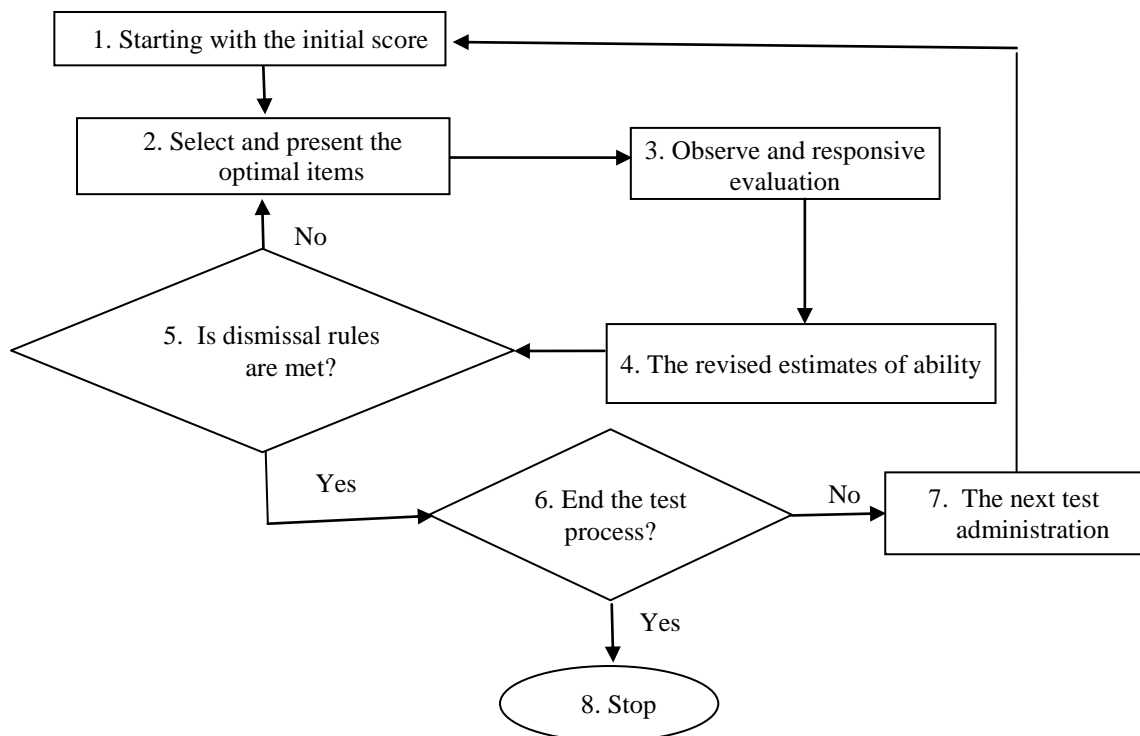 1. Starting with the initial score
2. Select and present the
optimal items
3. Observe and responsive
evaluation
No
5. Is dismissal rules
are met?
4. The revised estimates of ability
Yes
6. End the test
process?
No
7. The next test
administration
Yes
8. Stop